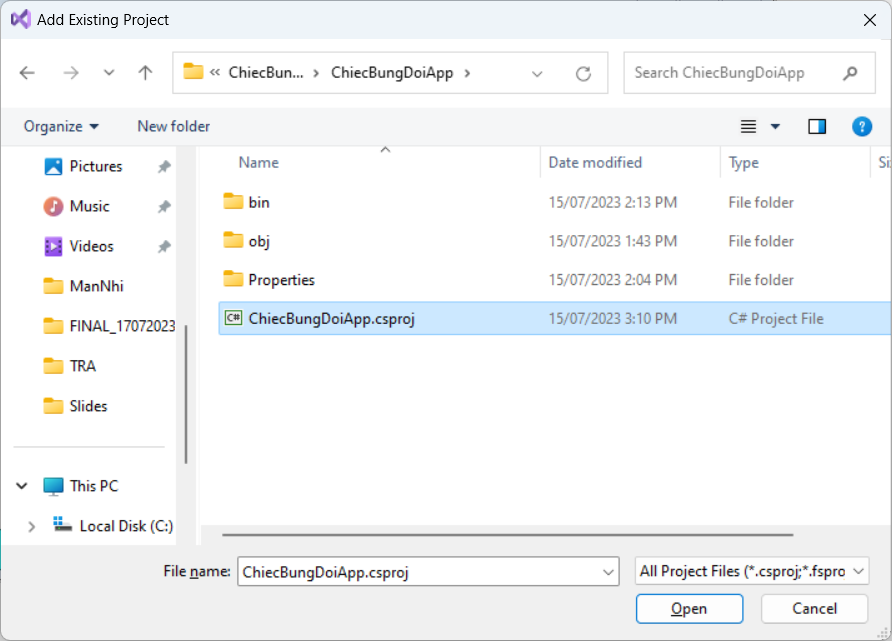 Add Existing Project
« ChiecBun... › ChiecBungDoiApp ›
Search ChiecBungDoiApp
Organize
New folder
Name
Date modified
Type
Si
Pictures
Music
Videos
ManNhi
FINAL_17072023
TRA
Slides
This PC
Local Disk (C:)
bin 15/07/2023 2:13 PM File folder
obj 15/07/2023 1:43 PM File folder
Properties 15/07/2023 2:04 PM File folder
C# ChiecBungDoiApp.csproj 15/07/2023 3:10 PM C# Project File
File name: ChiecBungDoiApp.csproj
All Project Files (*.csproj;*.fspro
Open
Cancel